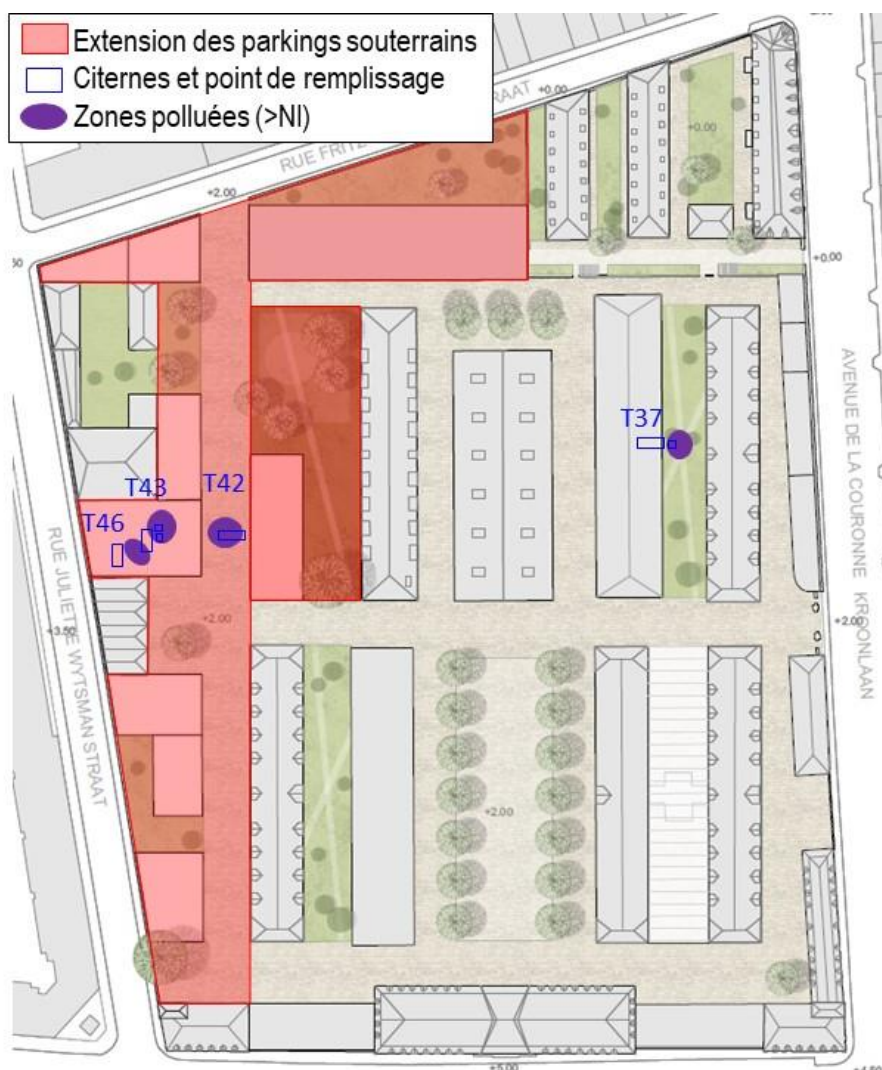 Extension des parkings souterrains
Citernes et point de remplissage
Zones polluées (>NI)
RUE FRITZ
STRAAT
+0.00
+0.00
+2.00
+0.00
T37
T43
T42
T46
AVENUE DE LA COURONNE KROONLAAN
RUE JULIETTE WYTSMAN STRAAT
+3.50
+2.00
+2.00
+2.00
+5.00